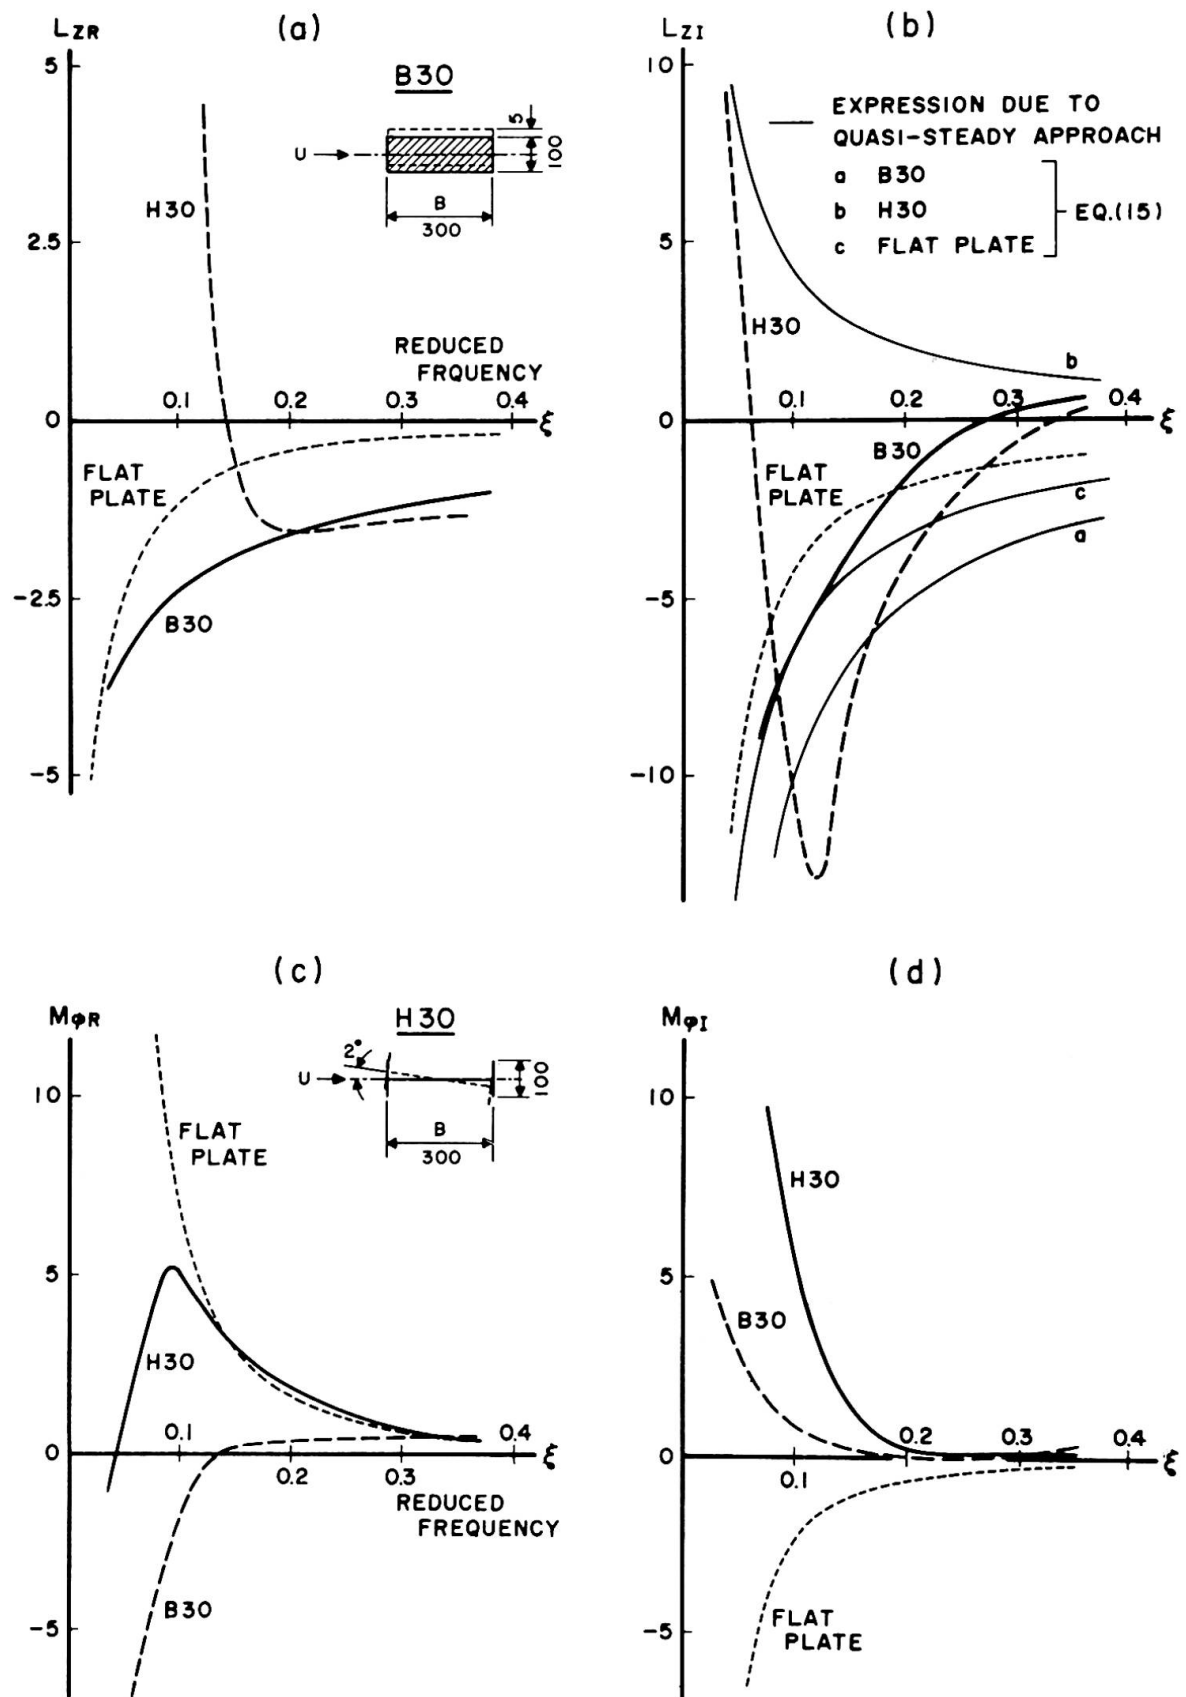 (a)
L_ZR
5
2.5
0
-2.5
-5
B30
U
5
100
B
300
H30
REDUCED
FRQUENCY
0.1
0.2
0.3
0.4
ξ
FLAT
PLATE
B30
(b)
L_ZI
10
5
0
-5
-10
EXPRESSION DUE TO
QUASI-STEADY APPROACH
a B30
b H30
c FLAT PLATE
EQ.(15)
H30
b
0.1
0.2
0.3
0.4
ξ
B30
FLAT
PLATE
c
a
(c)
M_φR
10
5
0
-5
H30
2°
U
100
B
300
FLAT
PLATE
H30
0.1
0.2
0.3
0.4
ξ
REDUCED
FREQUENCY
B30
(d)
M_φI
10
5
0
-5
H30
B30
0.1
0.2
0.3
0.4
ξ
FLAT
PLATE